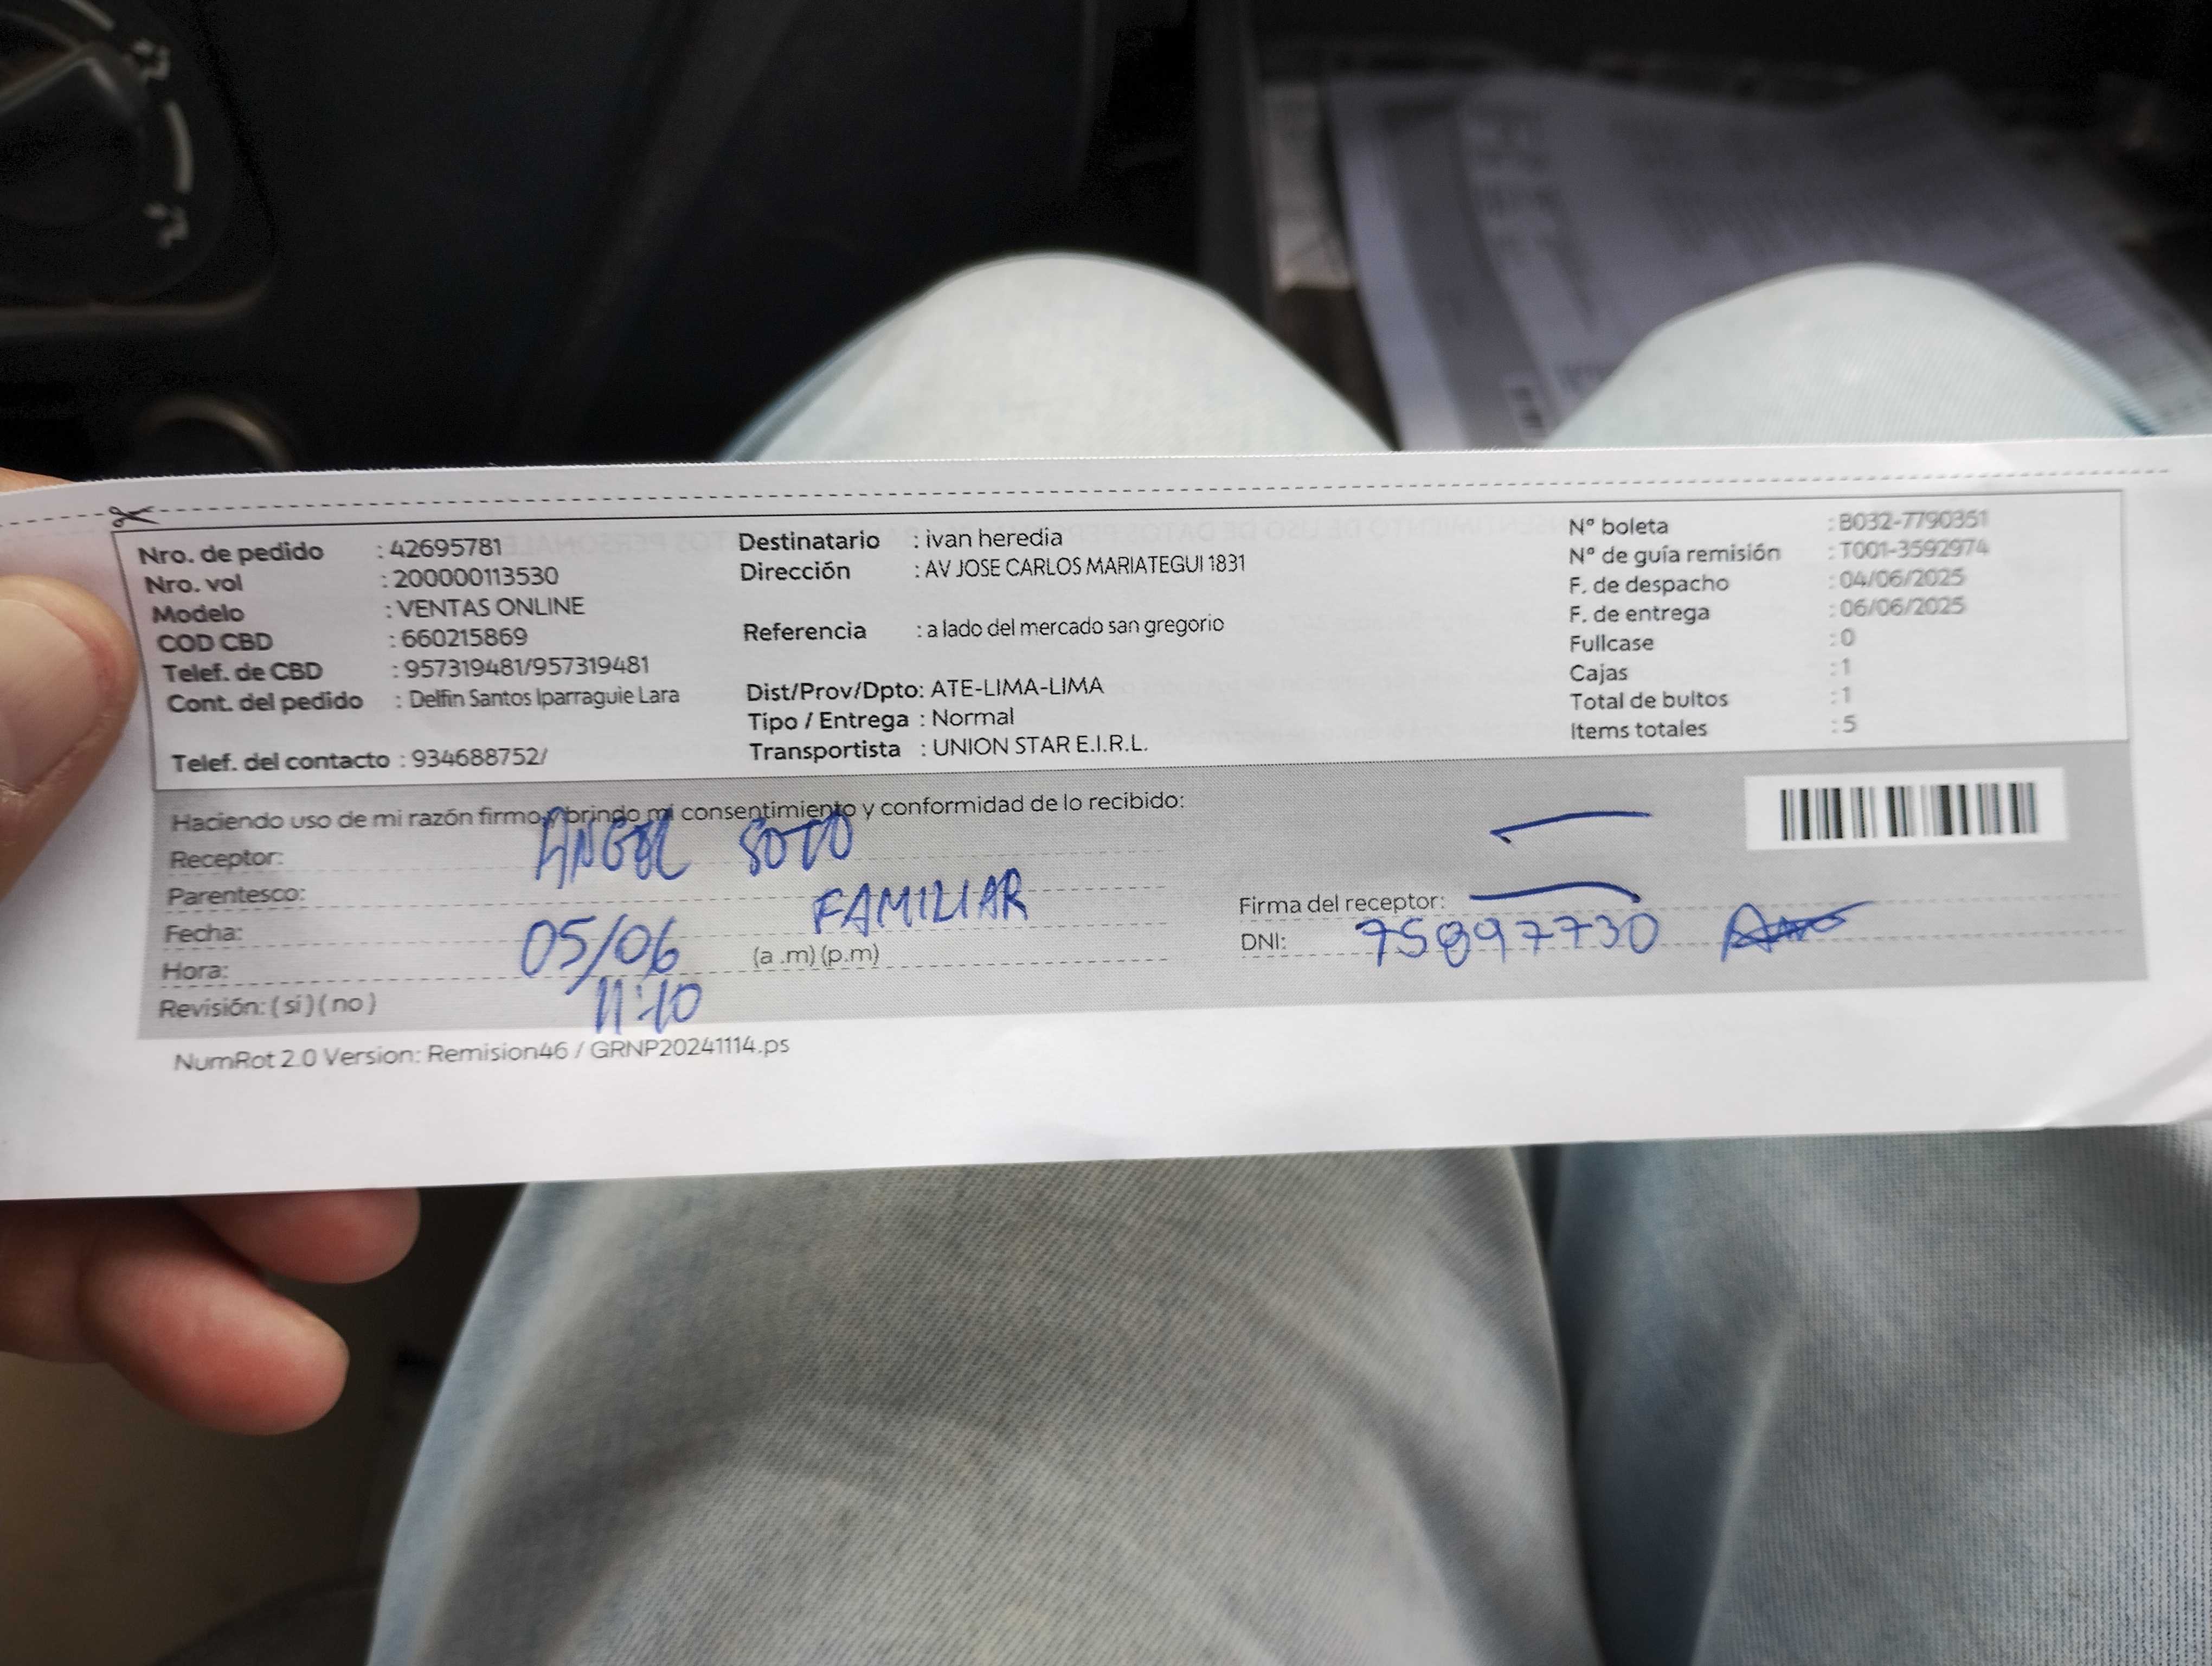 Nro. de pedido : 42695781
Nro. vol : 200000113530
Modelo : VENTAS ONLINE
COD CBD : 660215869
Telef. de CBD : 957319481/957319481
Cont. del pedido : Delfin Santos Iparraguie Lara
Telef. del contacto : 934688752/
Destinatario : ivan heredia
Dirección : AV JOSE CARLOS MARIATEGUI 1831
Referencia : a lado del mercado san gregorio
Dist/Prov/Dpto: ATE-LIMA-LIMA
Tipo / Entrega : Normal
Transportista : UNION STAR E.I.R.L.
N° boleta : B032-7790351
N° de guía remisión : T001-3592974
F. de despacho : 04/06/2025
F. de entrega : 06/06/2025
Fullcase : 0
Cajas : 1
Total de bultos : 1
Items totales : 5
Haciendo uso de mi razón firmo y brindo mi consentimiento y conformidad de lo recibido:
Receptor: ANGEL SOTO
Parentesco: FAMILIAR
Fecha: 05/06
Hora: 11:10 (a .m) (p.m)
Revisión: ( si ) ( no )
Firma del receptor:
DNI: 75897730
NumRot 2.0 Version: Remision46 / GRNP20241114.ps